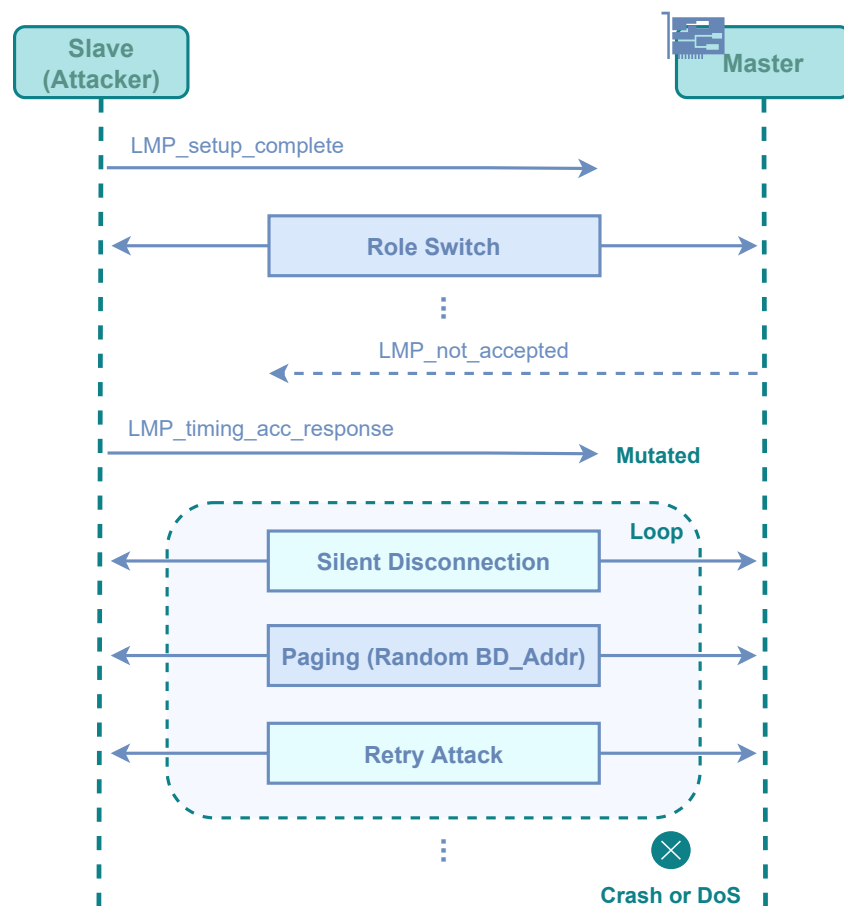 Slave
(Attacker)
Master
LMP_setup_complete
Role Switch
LMP_not_accepted
LMP_timing_acc_response
Mutated
Loop
Silent Disconnection
Paging (Random BD_Addr)
Retry Attack
Crash or DoS